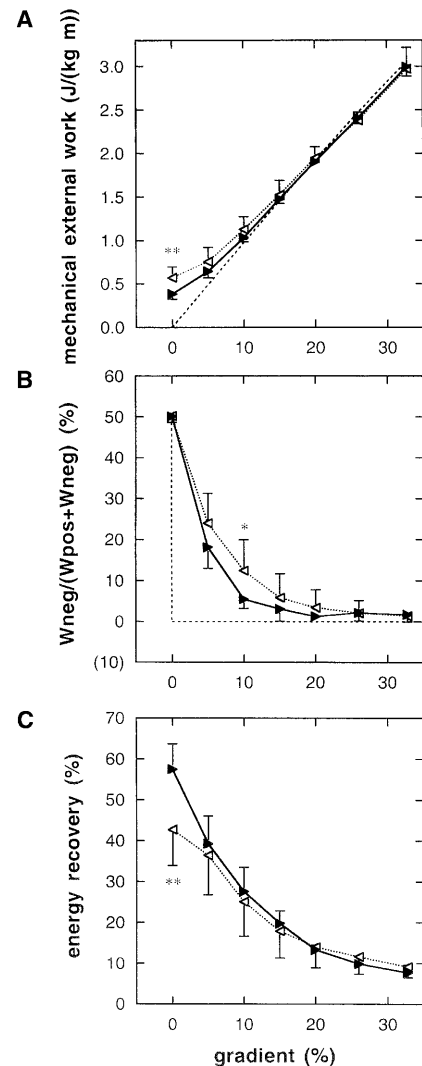 A
mechanical external work (J/(kg m))
3.0
2.5
2.0
1.5
1.0
0.5
0.0
**
0 10 20 30
B
Wneg/(Wpos+Wneg) (%)
60
50
40
30
20
10
0
(10)
*
0 10 20 30
C
energy recovery (%)
70
60
50
40
30
20
10
0
**
0 10 20 30
gradient (%)